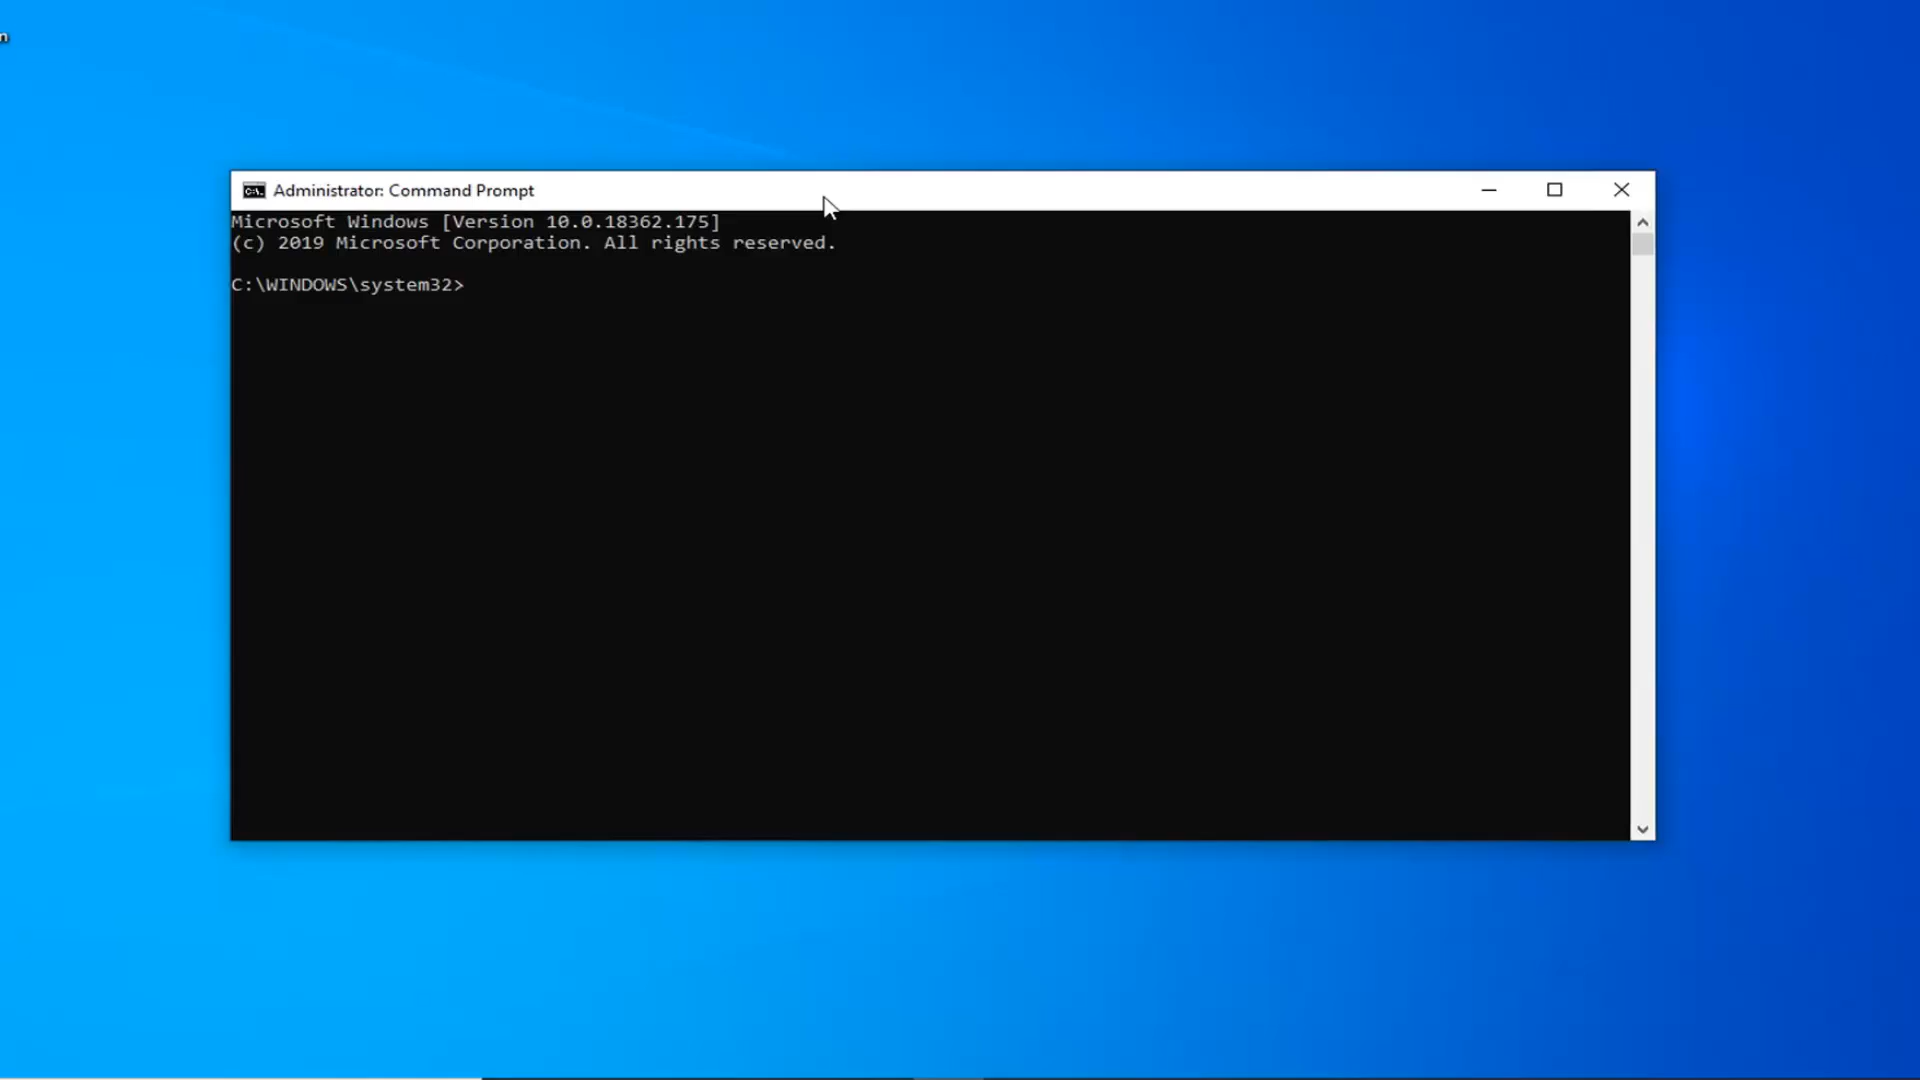 Administrator: Command Prompt
Microsoft Windows [Version 10.0.18362.175]
(c) 2019 Microsoft Corporation. All rights reserved.
C:\WINDOWS\system32>